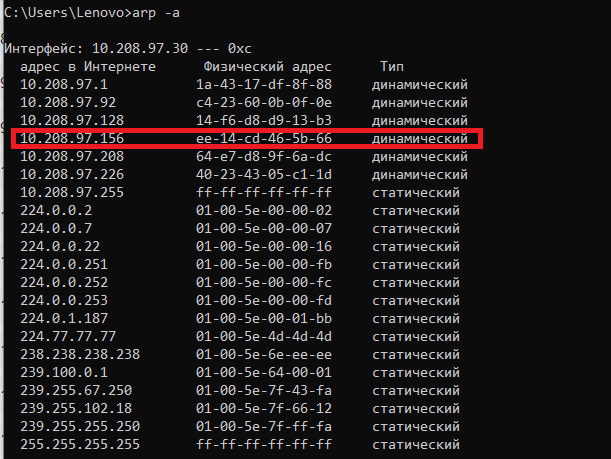 C:\Users\Lenovo>arp -a
Интерфейс: 10.208.97.30 --- 0xc
адрес в Интернете Физический адрес Тип
10.208.97.1 1a-43-17-df-8f-88 динамический
10.208.97.92 c4-23-60-0b-0f-0e динамический
10.208.97.128 14-f6-d8-d9-13-b3 динамический
10.208.97.156 ee-14-cd-46-5b-66 динамический
10.208.97.208 64-e7-d8-9f-6a-dc динамический
10.208.97.226 40-23-43-05-c1-1d динамический
10.208.97.255 ff-ff-ff-ff-ff-ff статический
224.0.0.2 01-00-5e-00-00-02 статический
224.0.0.7 01-00-5e-00-00-07 статический
224.0.0.22 01-00-5e-00-00-16 статический
224.0.0.251 01-00-5e-00-00-fb статический
224.0.0.252 01-00-5e-00-00-fc статический
224.0.0.253 01-00-5e-00-00-fd статический
224.0.1.187 01-00-5e-00-01-bb статический
224.77.77.77 01-00-5e-4d-4d-4d статический
238.238.238.238 01-00-5e-6e-ee-ee статический
239.100.0.1 01-00-5e-64-00-01 статический
239.255.67.250 01-00-5e-7f-43-fa статический
239.255.102.18 01-00-5e-7f-66-12 статический
239.255.255.250 01-00-5e-7f-ff-fa статический
255.255.255.255 ff-ff-ff-ff-ff-ff статический